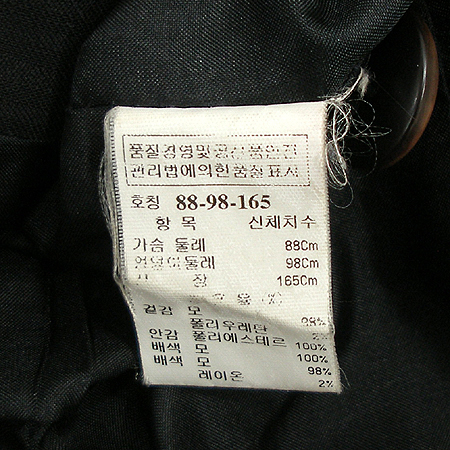 품질경영및공산품안전
관리법에의한품질표시
호칭 88-98-165
항 목 신체치수
가슴 둘레 88Cm
엉덩이둘레 98Cm
장 165Cm
겉감 모 98%
폴리우레탄 2%
안감 폴리에스테르 100%
배색 모 100%
배색 모 98%
레이온 2%